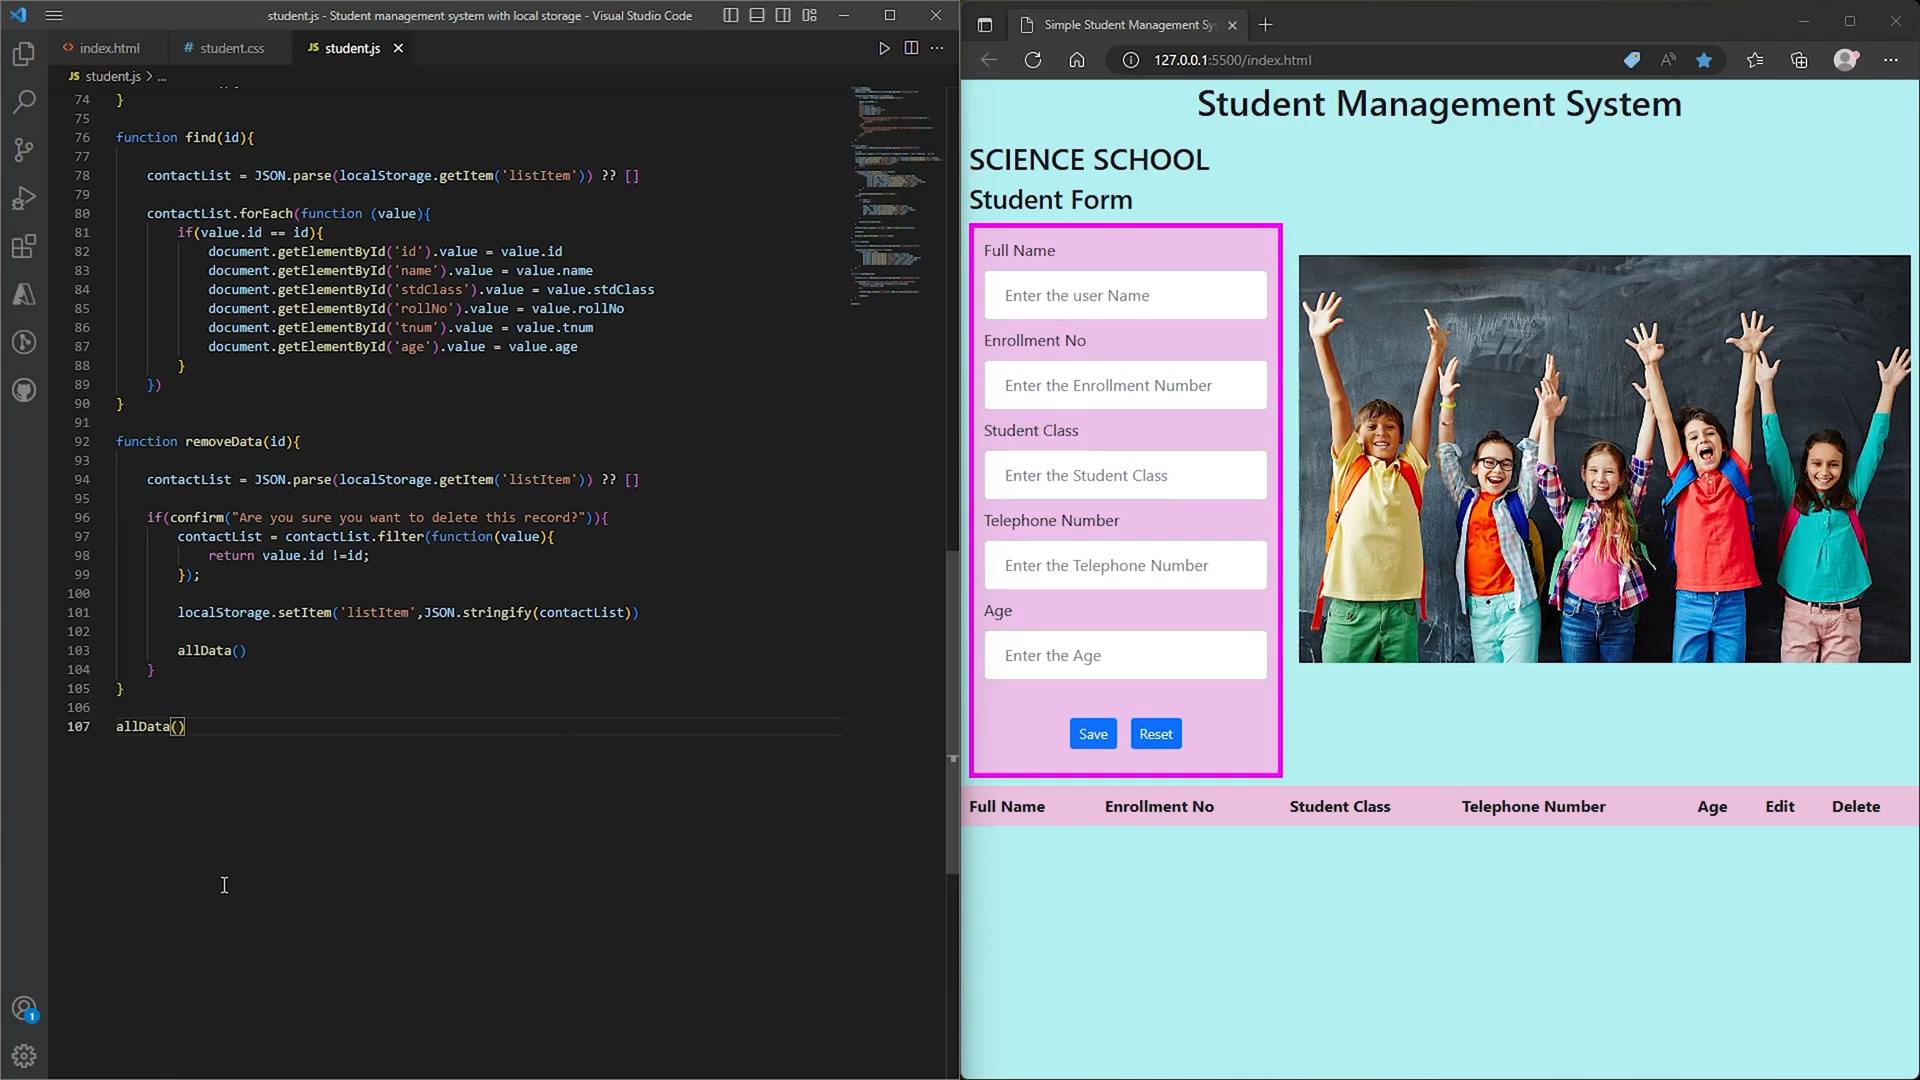 student.js - Student management system with local storage - Visual Studio Code
index.html
# student.css
JS student.js
JS student.js > ...
74 }
75
76 function find(id){
77
78 contactList = JSON.parse(localStorage.getItem('listItem')) ?? []
79
80 contactList.forEach(function (value){
81 if(value.id == id){
82 document.getElementById('id').value = value.id
83 document.getElementById('name').value = value.name
84 document.getElementById('stdClass').value = value.stdClass
85 document.getElementById('rollNo').value = value.rollNo
86 document.getElementById('tnum').value = value.tnum
87 document.getElementById('age').value = value.age
88 }
89 })
90 }
91
92 function removeData(id){
93
94 contactList = JSON.parse(localStorage.getItem('listItem')) ?? []
95
96 if(confirm("Are you sure you want to delete this record?")){
97 contactList = contactList.filter(function(value){
98 return value.id !=id;
99 });
100
101 localStorage.setItem('listItem',JSON.stringify(contactList))
102
103 allData()
104 }
105 }
106
107 allData()
1
Simple Student Management Sy
127.0.0.1:5500/index.html
Student Management System
SCIENCE SCHOOL
Student Form
Full Name
Enter the user Name
Enrollment No
Enter the Enrollment Number
Student Class
Enter the Student Class
Telephone Number
Enter the Telephone Number
Age
Enter the Age
Save Reset
Full Name Enrollment No Student Class Telephone Number Age Edit Delete